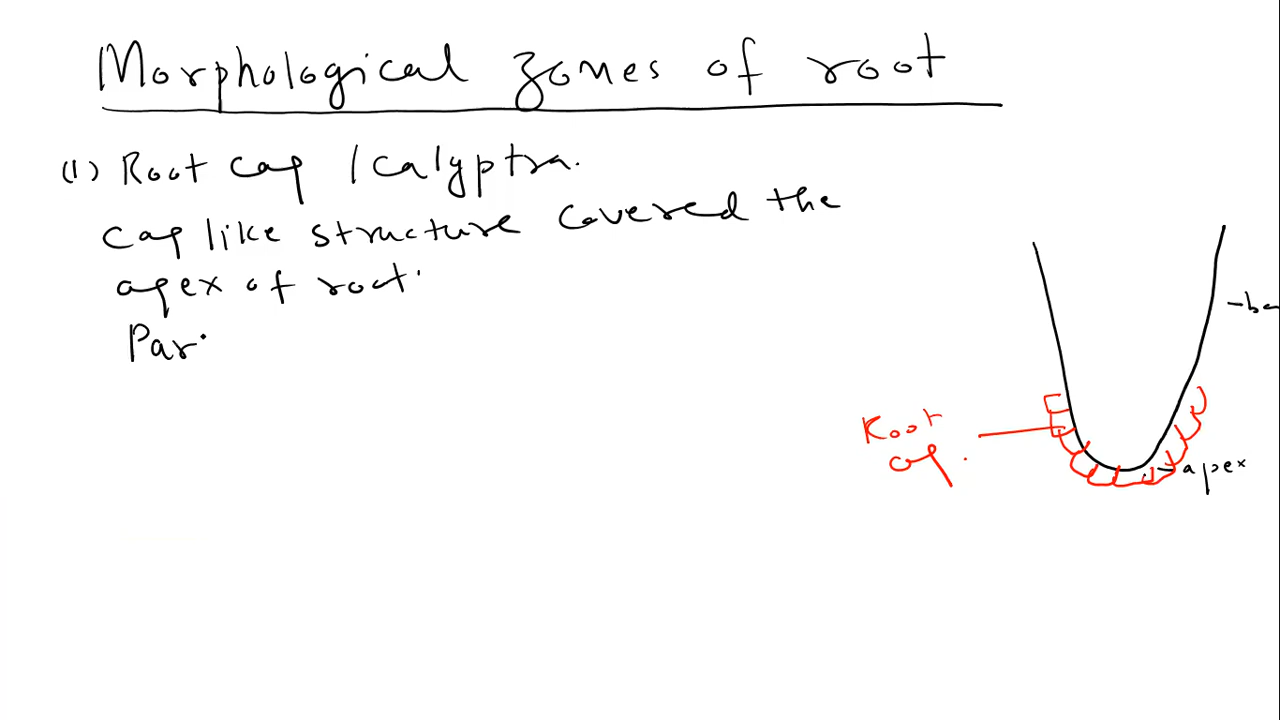 Morphological zones of root
(1) Root cap / calyptra.
Cap like structure covered the
apex of root.
Par
- ba
Root
cap.
- apex